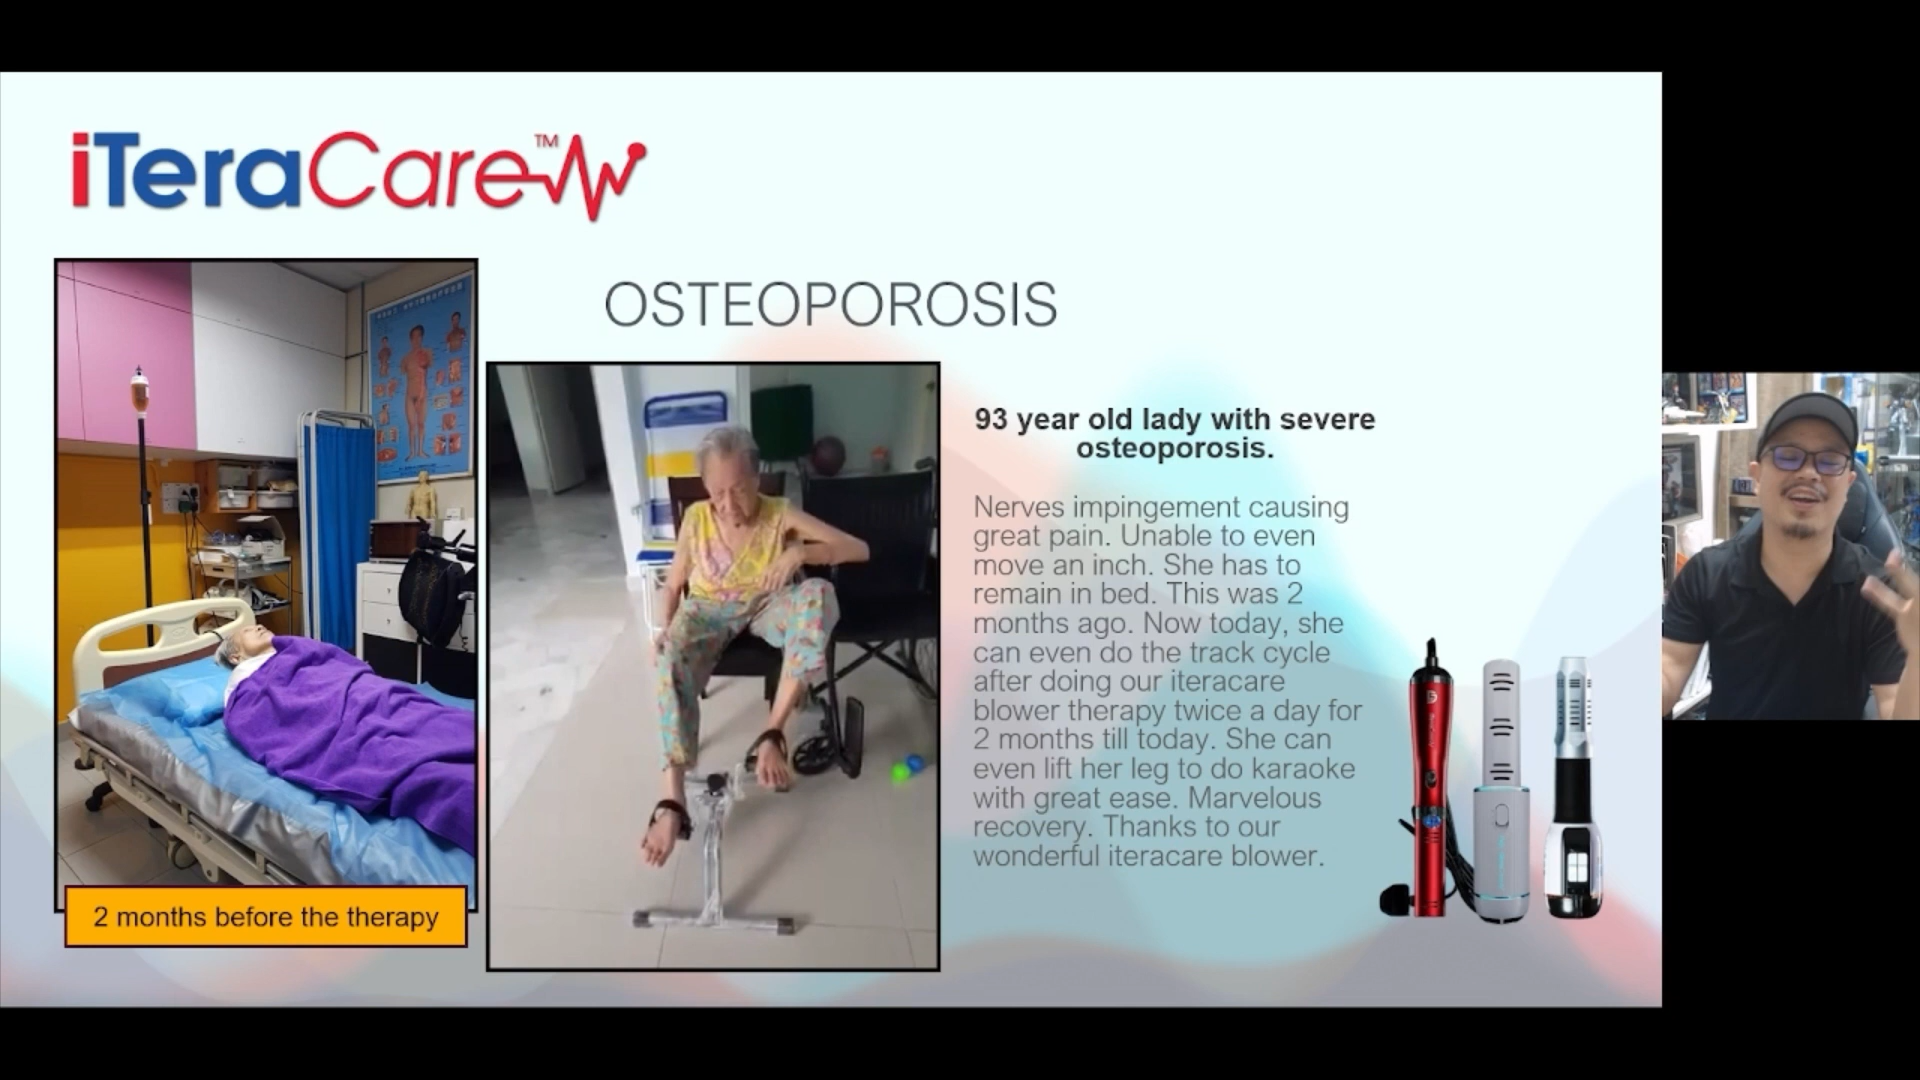 iTeraCare™
OSTEOPOROSIS
93 year old lady with severe
osteoporosis.
Nerves impingement causing
great pain. Unable to even
move an inch. She has to
remain in bed. This was 2
months ago. Now today, she
can even do the track cycle
after doing our iteracare
blower therapy twice a day for
2 months till today. She can
even lift her leg to do karaoke
with great ease. Marvelous
recovery. Thanks to our
wonderful iteracare blower.
2 months before the therapy